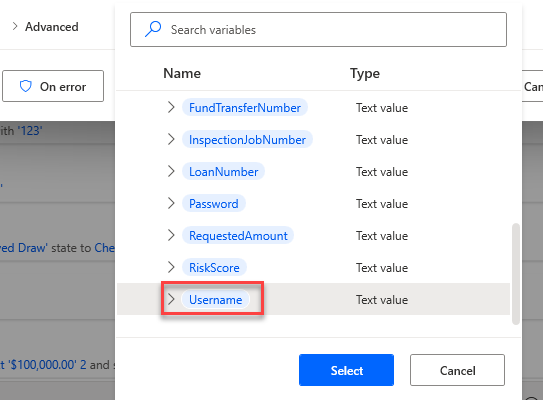 Advanced
Search variables
On error
Can
Name Type
FundTransferNumber Text value
ith '123'
InspectionJobNumber Text value
LoanNumber Text value
Password Text value
RequestedAmount Text value
ved Draw' state to Che
RiskScore Text value
Username Text value
t '$100,000.00' 2 and s
Select Cancel